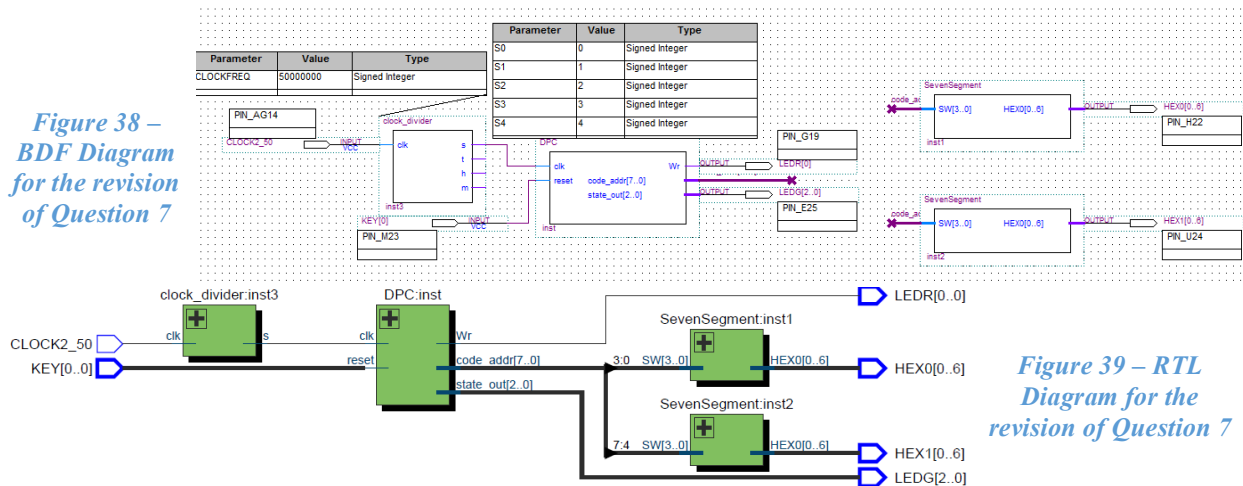 Figure 38 –
BDF Diagram
for the revision
of Question 7
Parameter Value Type
CLOCKFREQ 50000000 Signed Integer
Parameter Value Type
S0 0 Signed Integer
S1 1 Signed Integer
S2 2 Signed Integer
S3 3 Signed Integer
S4 4 Signed Integer
PIN_AG14
CLOCK2_50
INPUT
VCC
clock_divider
clk s
t
h
m
inst3
KEY[0]
INPUT
VCC
PIN_M23
DPC
clk Wr
reset code_addr[7..0]
state_out[2..0]
inst
PIN_G19
OUTPUT LEDR[0]
OUTPUT LEDG[2..0]
PIN_E25
SevenSegment
SW[3..0] HEX0[0..6]
inst1
OUTPUT HEX0[0..6]
PIN_H22
SevenSegment
SW[3..0] HEX0[0..6]
inst2
OUTPUT HEX1[0..6]
PIN_U24
clock_divider:inst3
CLOCK2_50 clk s
KEY[0..0]
DPC:inst
clk Wr
reset code_addr[7..0]
state_out[2..0]
LEDR[0..0]
SevenSegment:inst1
3:0 SW[3..0] HEX0[0..6] HEX0[0..6]
SevenSegment:inst2
7:4 SW[3..0] HEX0[0..6] HEX1[0..6]
LEDG[2..0]
Figure 39 – RTL
Diagram for the
revision of Question 7